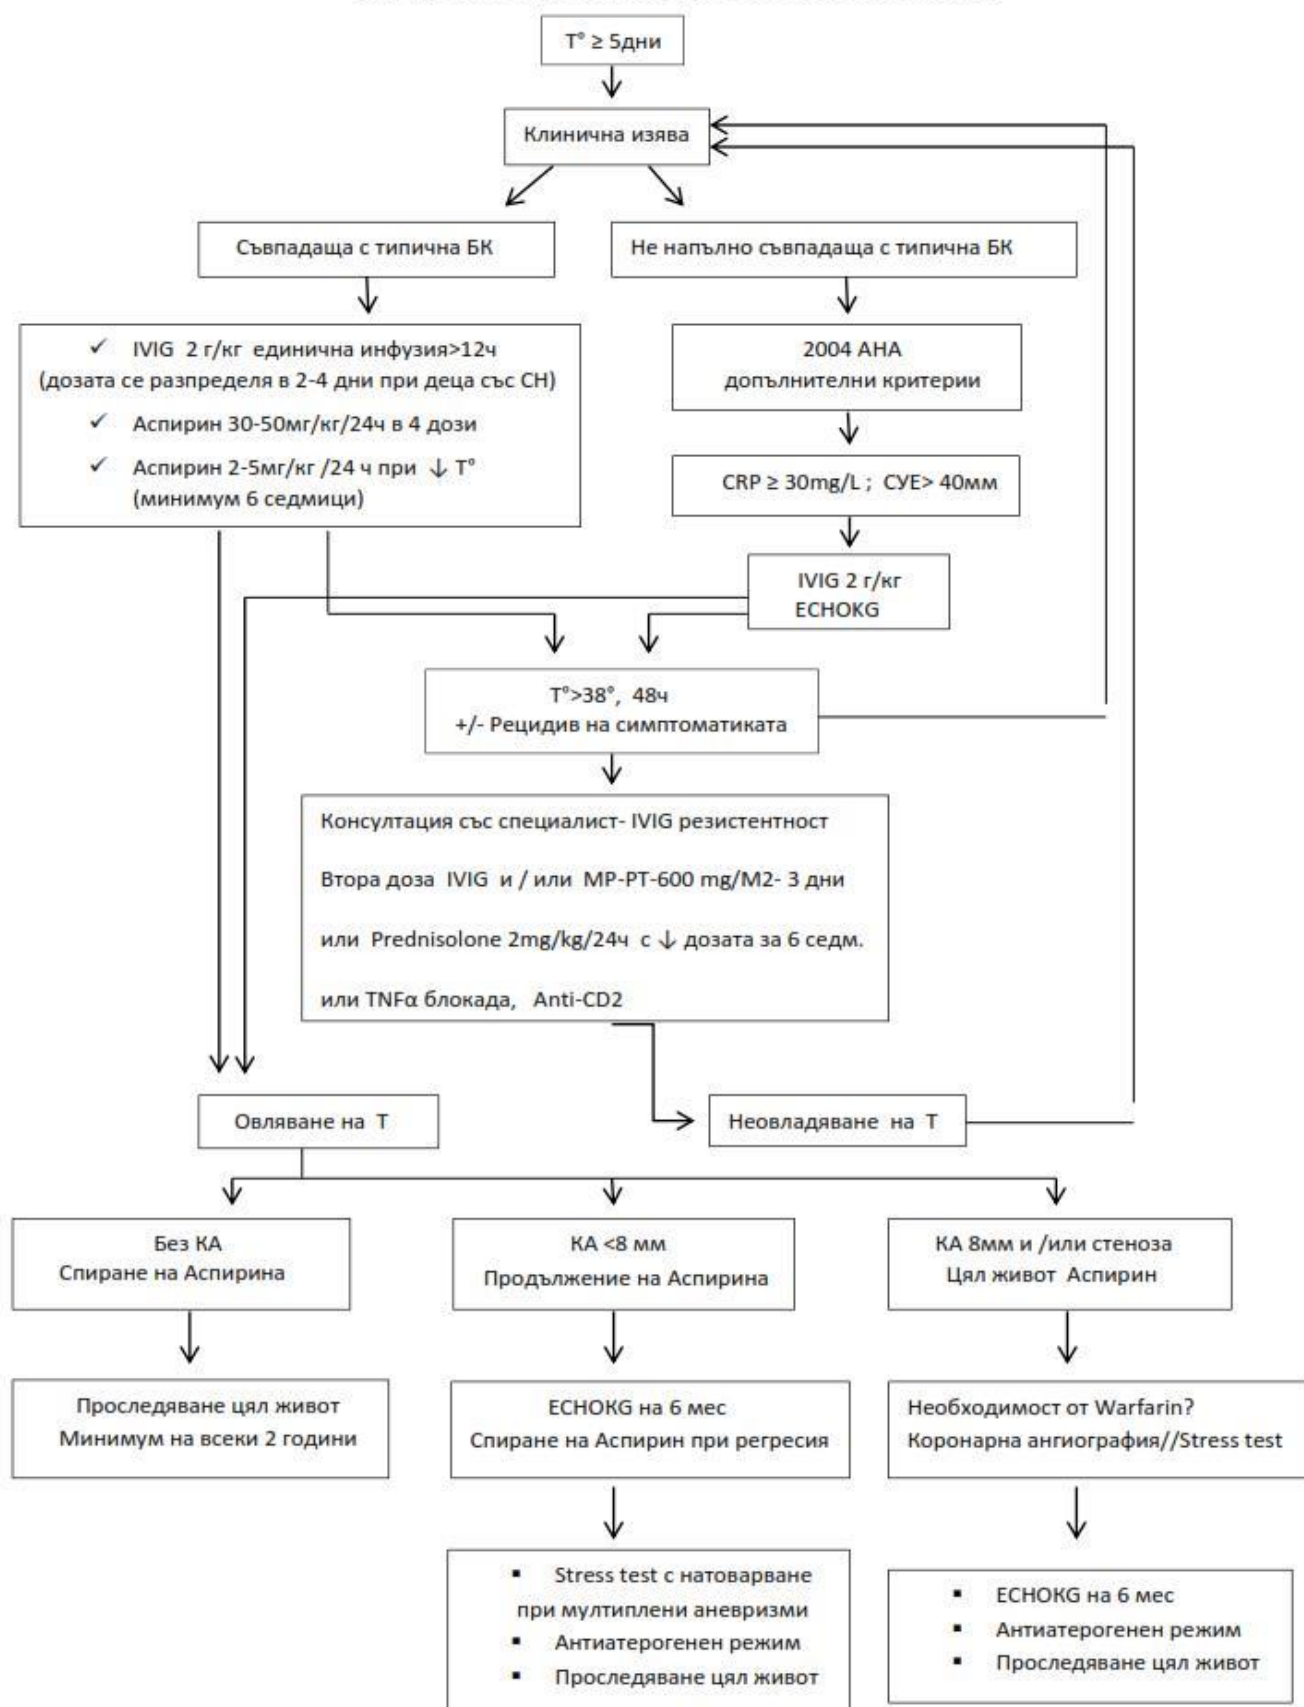 T° ≥ 5дни
Клинична изява
Съвпадаща с типична БК
Не напълно съвпадаща с типична БК
✓ IVIG 2 г/кг единична инфузия>12ч
(дозата се разпределя в 2-4 дни при деца със СН)
✓ Аспирин 30-50мг/кг/24ч в 4 дози
✓ Аспирин 2-5мг/кг /24 ч при ↓ T°
(минимум 6 седмици)
2004 АНА
допълнителни критерии
CRP ≥ 30mg/L ; СУЕ> 40мм
IVIG 2 г/кг
ECHOKG
T°>38°, 48ч
+/- Рецидив на симптоматиката
Консултация със специалист- IVIG резистентност
Втора доза IVIG и / или МР-РТ-600 mg/M2- 3 дни
или Prednisolone 2mg/kg/24ч с ↓ дозата за 6 седм.
или TNFα блокада, Anti-CD2
Овляване на Т
Неовладяване на Т
Без КА
Спиране на Аспирина
КА <8 мм
Продължение на Аспирина
КА 8мм и /или стеноза
Цял живот Аспирин
Проследяване цял живот
Минимум на всеки 2 години
ECHOKG на 6 мес
Спиране на Аспирин при регресия
Необходимост от Warfarin?
Коронарна ангиография//Stress test
▪ Stress test с натоварване
при мултиплени аневризми
▪ Антиатерогенен режим
▪ Проследяване цял живот
▪ ECHOKG на 6 мес
▪ Антиатерогенен режим
▪ Проследяване цял живот